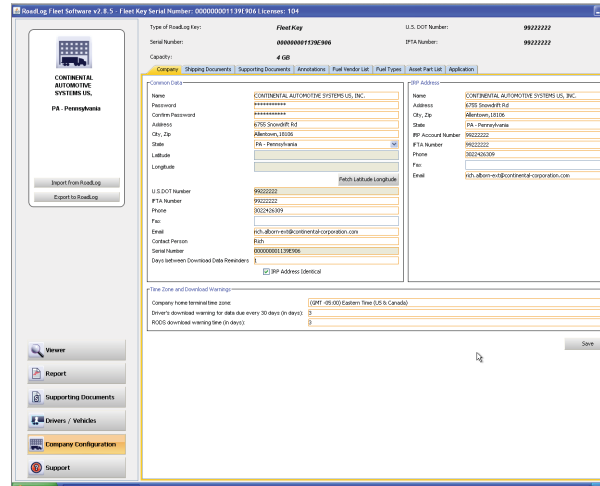 RoadLog Fleet Software v2.8.5 - Fleet Key Serial Number: 000000001139E906 Licenses: 104
CONTINENTAL
AUTOMOTIVE
SYSTEMS US,
PA - Pennsylvania
Import from RoadLog
Export to RoadLog
Viewer
Report
Supporting Documents
Drivers / Vehicles
Company Configuration
Support
Type of RoadLog Key: Fleet Key U.S. DOT Number: 99222222
Serial Number: 000000001139E906 IFTA Number: 99222222
Capacity: 4 GB
Company Shipping Documents Supporting Documents Annotations Fuel Vendor List Fuel Types Asset Part List Application
Common Data
Name CONTINENTAL AUTOMOTIVE SYSTEMS US, INC.
Password ***********
Confirm Password ***********
Address 6755 Snowdrift Rd
City, Zip Allentown,18106
State PA - Pennsylvania
Latitude
Longitude
Fetch Latitude Longitude
U.S DOT Number 99222222
IFTA Number 99222222
Phone 3022426309
Fax
Email rich.alborn-ext@continental-corporation.com
Contact Person Rich
Serial Number 000000001139E906
Days between Download Data Reminders 1
IRP Address Identical
IRP Address
Name CONTINENTAL AUTOMOTIVE SYSTEMS US, INC.
Address 6755 Snowdrift Rd
City, Zip Allentown,18106
State PA - Pennsylvania
IRP Account Number 99222222
IFTA Number 99222222
Phone 3022426309
Fax
Email rich.alborn-ext@continental-corporation.com
Time Zone and Download Warnings
Company home terminal time zone: (GMT -05:00) Eastern Time (US & Canada)
Driver's download warning for data due every 30 days (in days): 3
RODS download warning time (in days): 3
Save